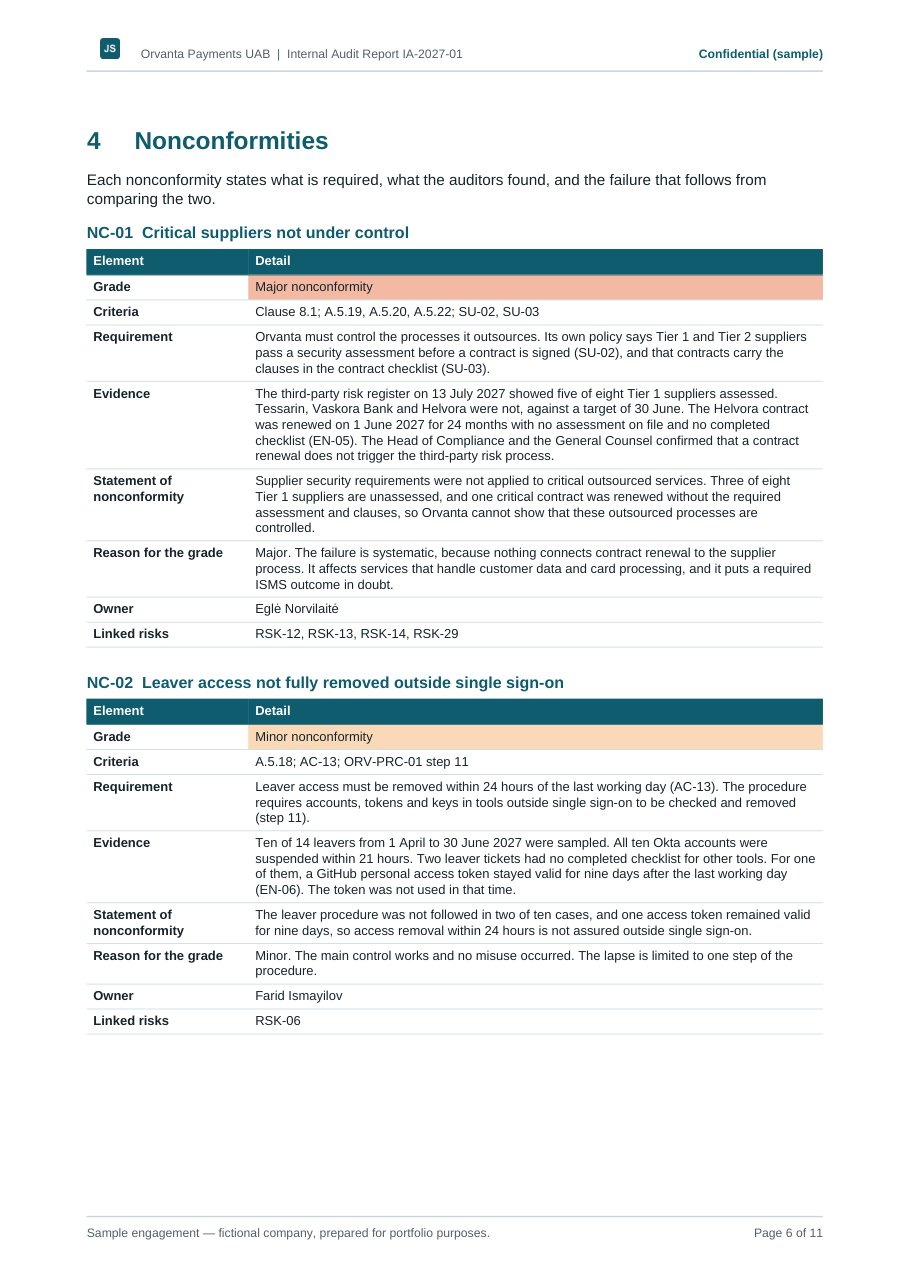 JS
Orvanta Payments UAB | Internal Audit Report IA-2027-01 Confidential (sample)
4 Nonconformities
Each nonconformity states what is required, what the auditors found, and the failure that follows from
comparing the two.
NC-01 Critical suppliers not under control
Element Detail
Grade Major nonconformity
Criteria Clause 8.1; A.5.19, A.5.20, A.5.22; SU-02, SU-03
Requirement Orvanta must control the processes it outsources. Its own policy says Tier 1 and Tier 2 suppliers
pass a security assessment before a contract is signed (SU-02), and that contracts carry the
clauses in the contract checklist (SU-03).
Evidence The third-party risk register on 13 July 2027 showed five of eight Tier 1 suppliers assessed.
Tessarin, Vaskora Bank and Helvora were not, against a target of 30 June. The Helvora contract
was renewed on 1 June 2027 for 24 months with no assessment on file and no completed
checklist (EN-05). The Head of Compliance and the General Counsel confirmed that a contract
renewal does not trigger the third-party risk process.
Statement of Supplier security requirements were not applied to critical outsourced services. Three of eight
nonconformity Tier 1 suppliers are unassessed, and one critical contract was renewed without the required
assessment and clauses, so Orvanta cannot show that these outsourced processes are
controlled.
Reason for the grade Major. The failure is systematic, because nothing connects contract renewal to the supplier
process. It affects services that handle customer data and card processing, and it puts a required
ISMS outcome in doubt.
Owner Eglė Norvilaitė
Linked risks RSK-12, RSK-13, RSK-14, RSK-29
NC-02 Leaver access not fully removed outside single sign-on
Element Detail
Grade Minor nonconformity
Criteria A.5.18; AC-13; ORV-PRC-01 step 11
Requirement Leaver access must be removed within 24 hours of the last working day (AC-13). The procedure
requires accounts, tokens and keys in tools outside single sign-on to be checked and removed
(step 11).
Evidence Ten of 14 leavers from 1 April to 30 June 2027 were sampled. All ten Okta accounts were
suspended within 21 hours. Two leaver tickets had no completed checklist for other tools. For one
of them, a GitHub personal access token stayed valid for nine days after the last working day
(EN-06). The token was not used in that time.
Statement of The leaver procedure was not followed in two of ten cases, and one access token remained valid
nonconformity for nine days, so access removal within 24 hours is not assured outside single sign-on.
Reason for the grade Minor. The main control works and no misuse occurred. The lapse is limited to one step of the
procedure.
Owner Farid Ismayilov
Linked risks RSK-06
Sample engagement — fictional company, prepared for portfolio purposes. Page 6 of 11